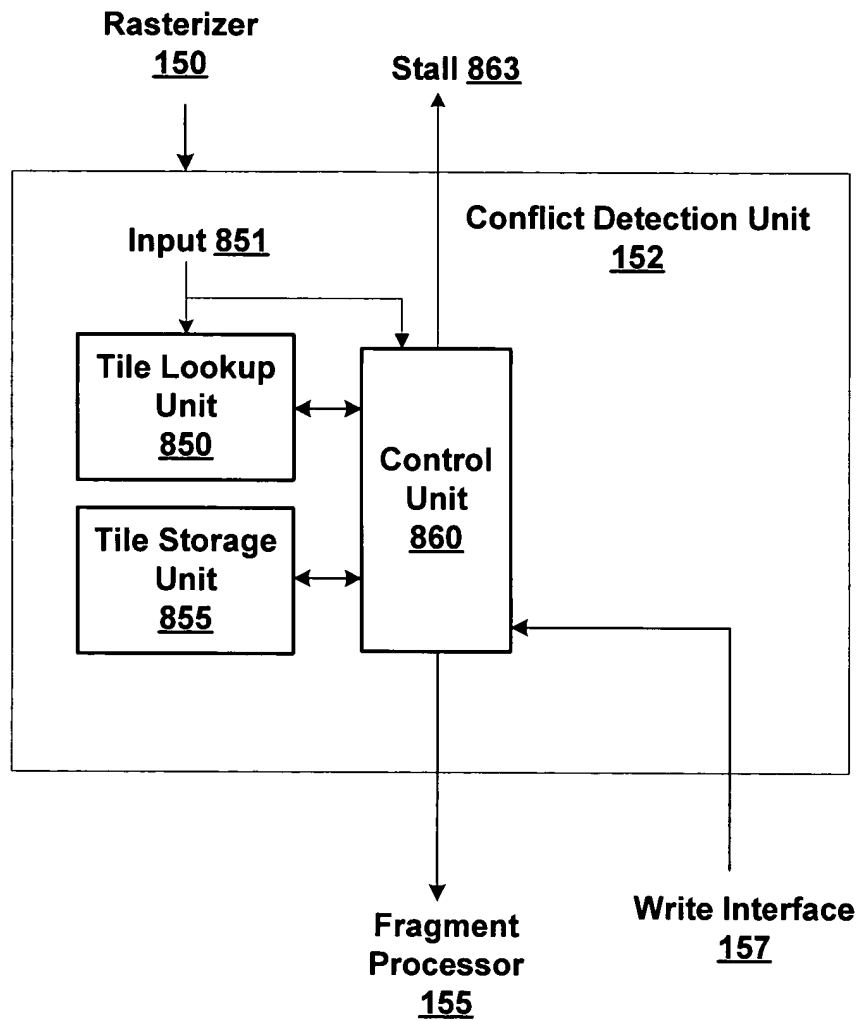 Rasterizer
150
Stall 863
Conflict Detection Unit
152
Input 851
Tile Lookup
Unit
850
Control
Unit
860
Tile Storage
Unit
855
Fragment
Processor
155
Write Interface
157